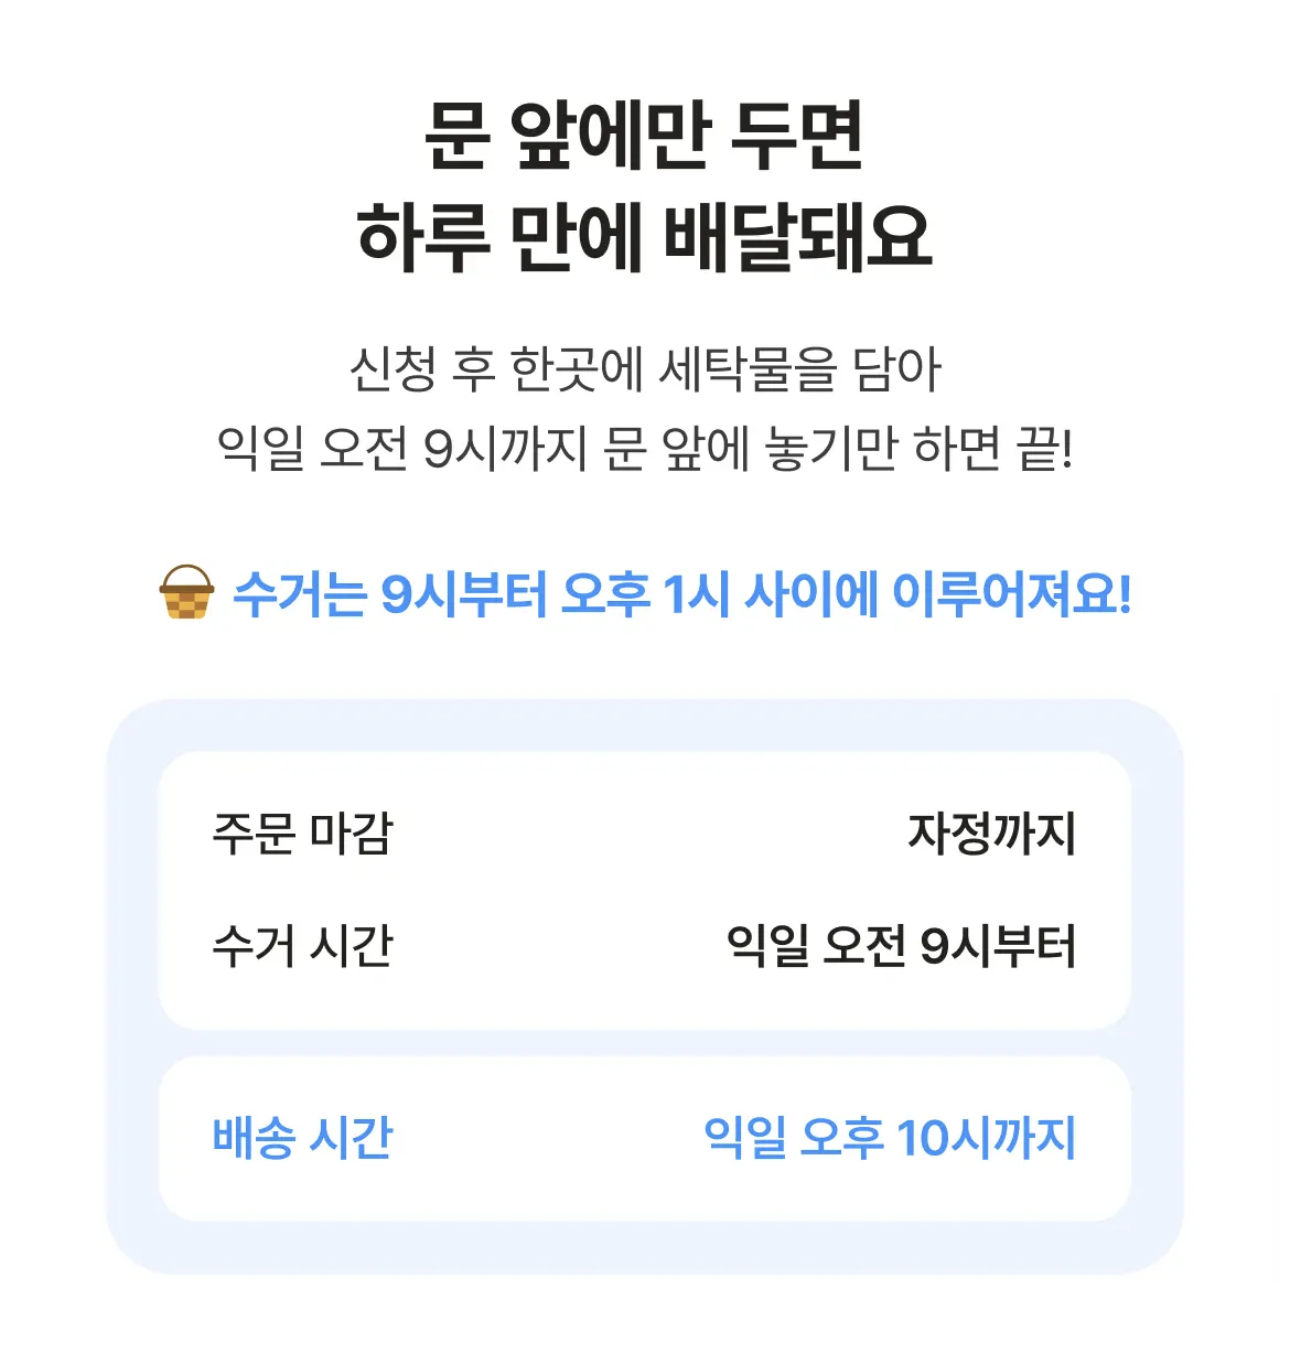 문 앞에만 두면
하루 만에 배달돼요
신청 후 한곳에 세탁물을 담아
익일 오전 9시까지 문 앞에 놓기만 하면 끝!
수거는 9시부터 오후 1시 사이에 이루어져요!
주문 마감 자정까지
수거 시간 익일 오전 9시부터
배송 시간 익일 오후 10시까지